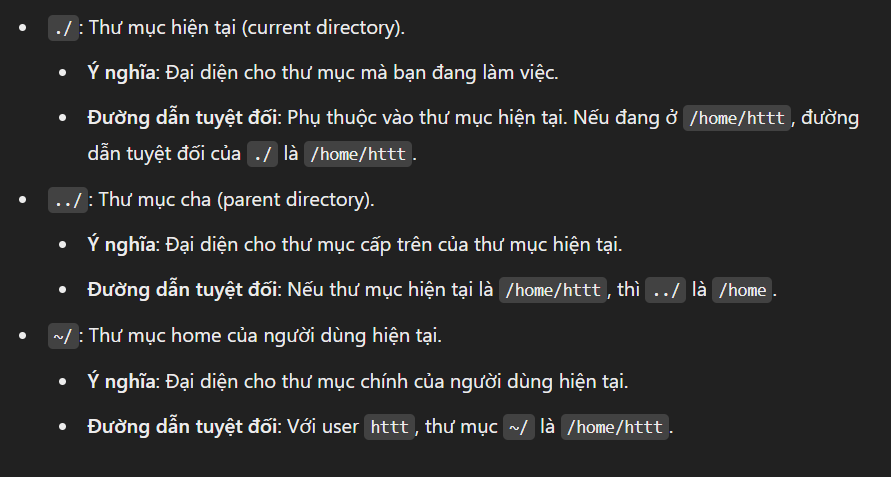 ./: Thư mục hiện tại (current directory).
Ý nghĩa: Đại diện cho thư mục mà bạn đang làm việc.
Đường dẫn tuyệt đối: Phụ thuộc vào thư mục hiện tại. Nếu đang ở /home/httt, đường
dẫn tuyệt đối của ./ là /home/httt.
../: Thư mục cha (parent directory).
Ý nghĩa: Đại diện cho thư mục cấp trên của thư mục hiện tại.
Đường dẫn tuyệt đối: Nếu thư mục hiện tại là /home/httt, thì ../ là /home.
~/: Thư mục home của người dùng hiện tại.
Ý nghĩa: Đại diện cho thư mục chính của người dùng hiện tại.
Đường dẫn tuyệt đối: Với user httt, thư mục ~/ là /home/httt.